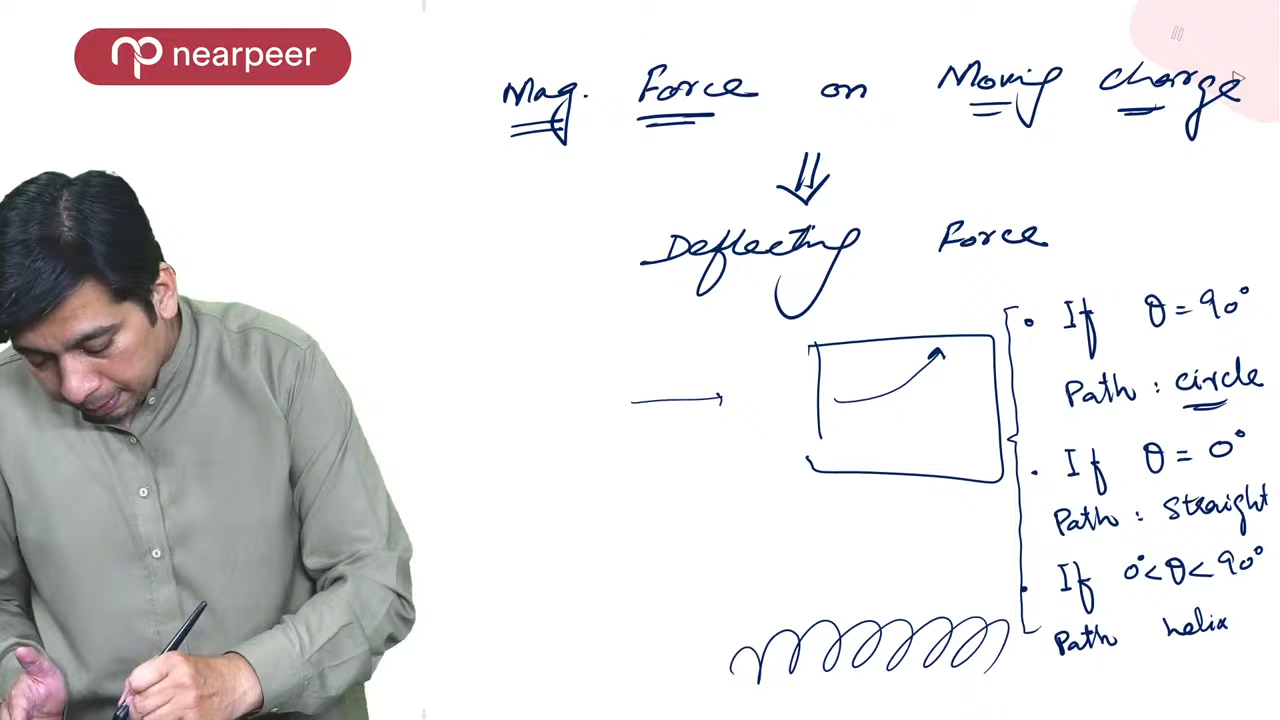 nearpeer
Mag. Force on Moving charge
⇓
Deflecting Force
• If θ = 90°
Path : circle
• If θ = 0°
Path : straight
• If 0° < θ < 90°
Path helix